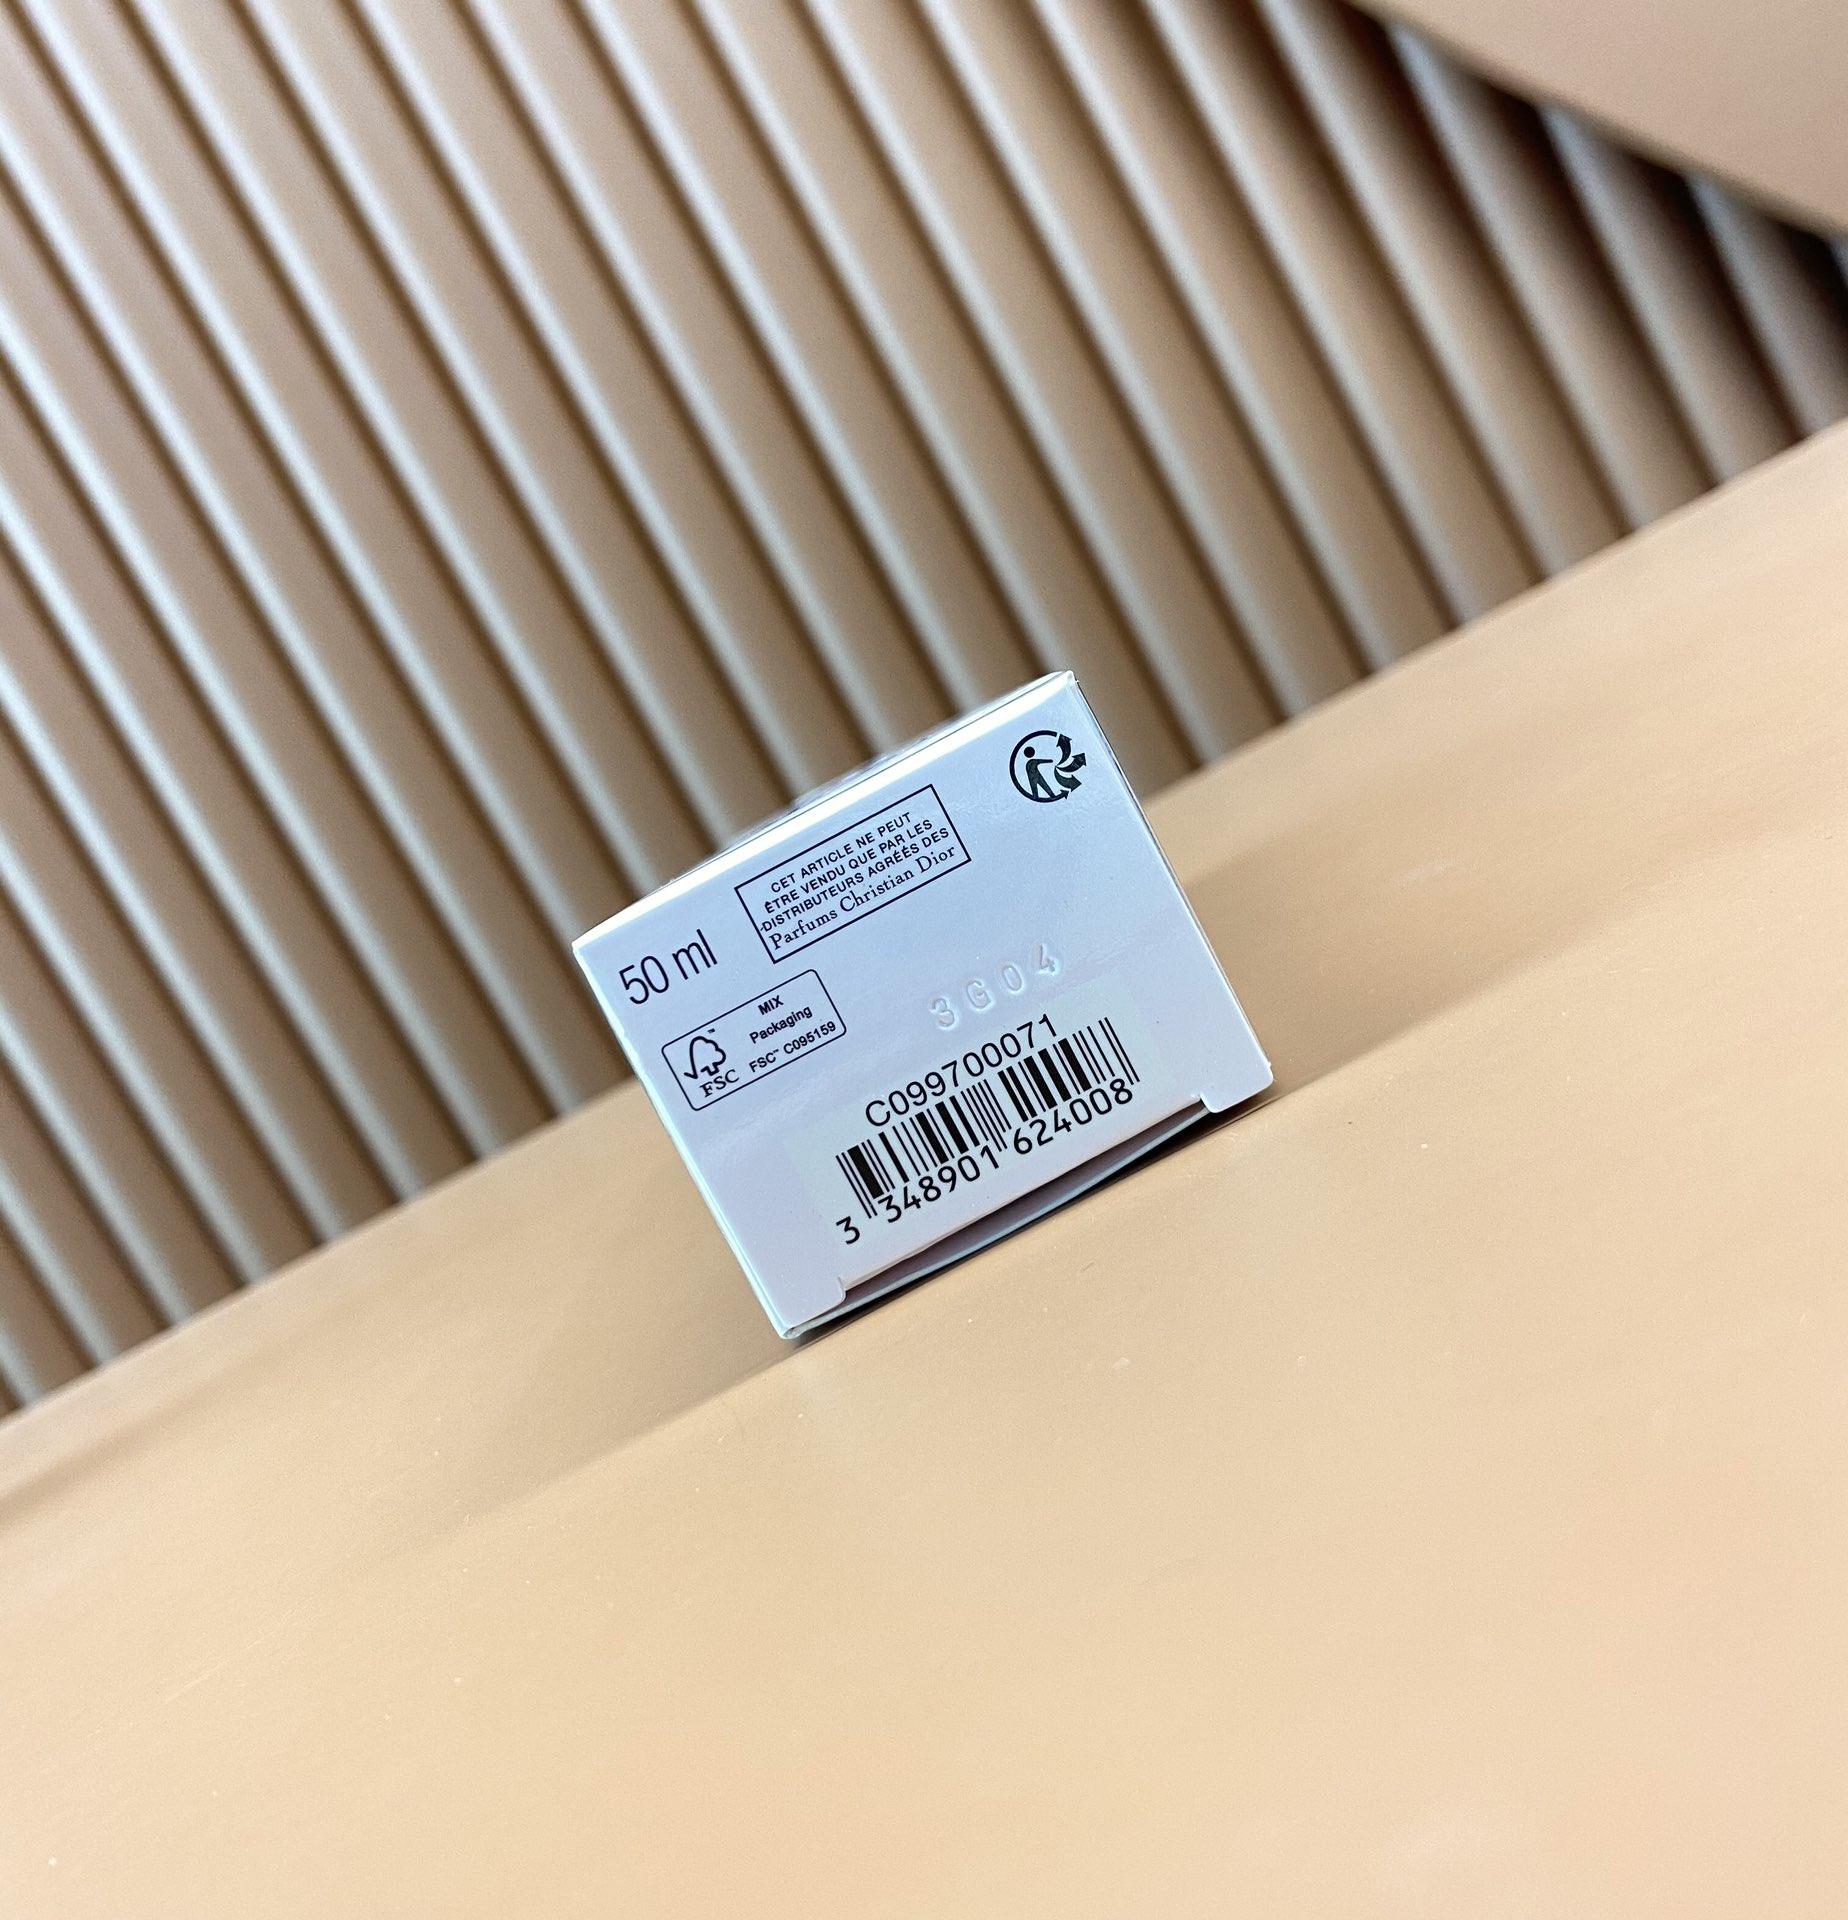 CET ARTICLE NE PEUT
ÊTRE VENDU QUE PAR LES
DISTRIBUTEURS AGRÉÉS DES
Parfums Christian Dior
50 ml
MIX
Packaging
FSC™ C095159
FSC™
3G04
C099700071
3 348901 624008